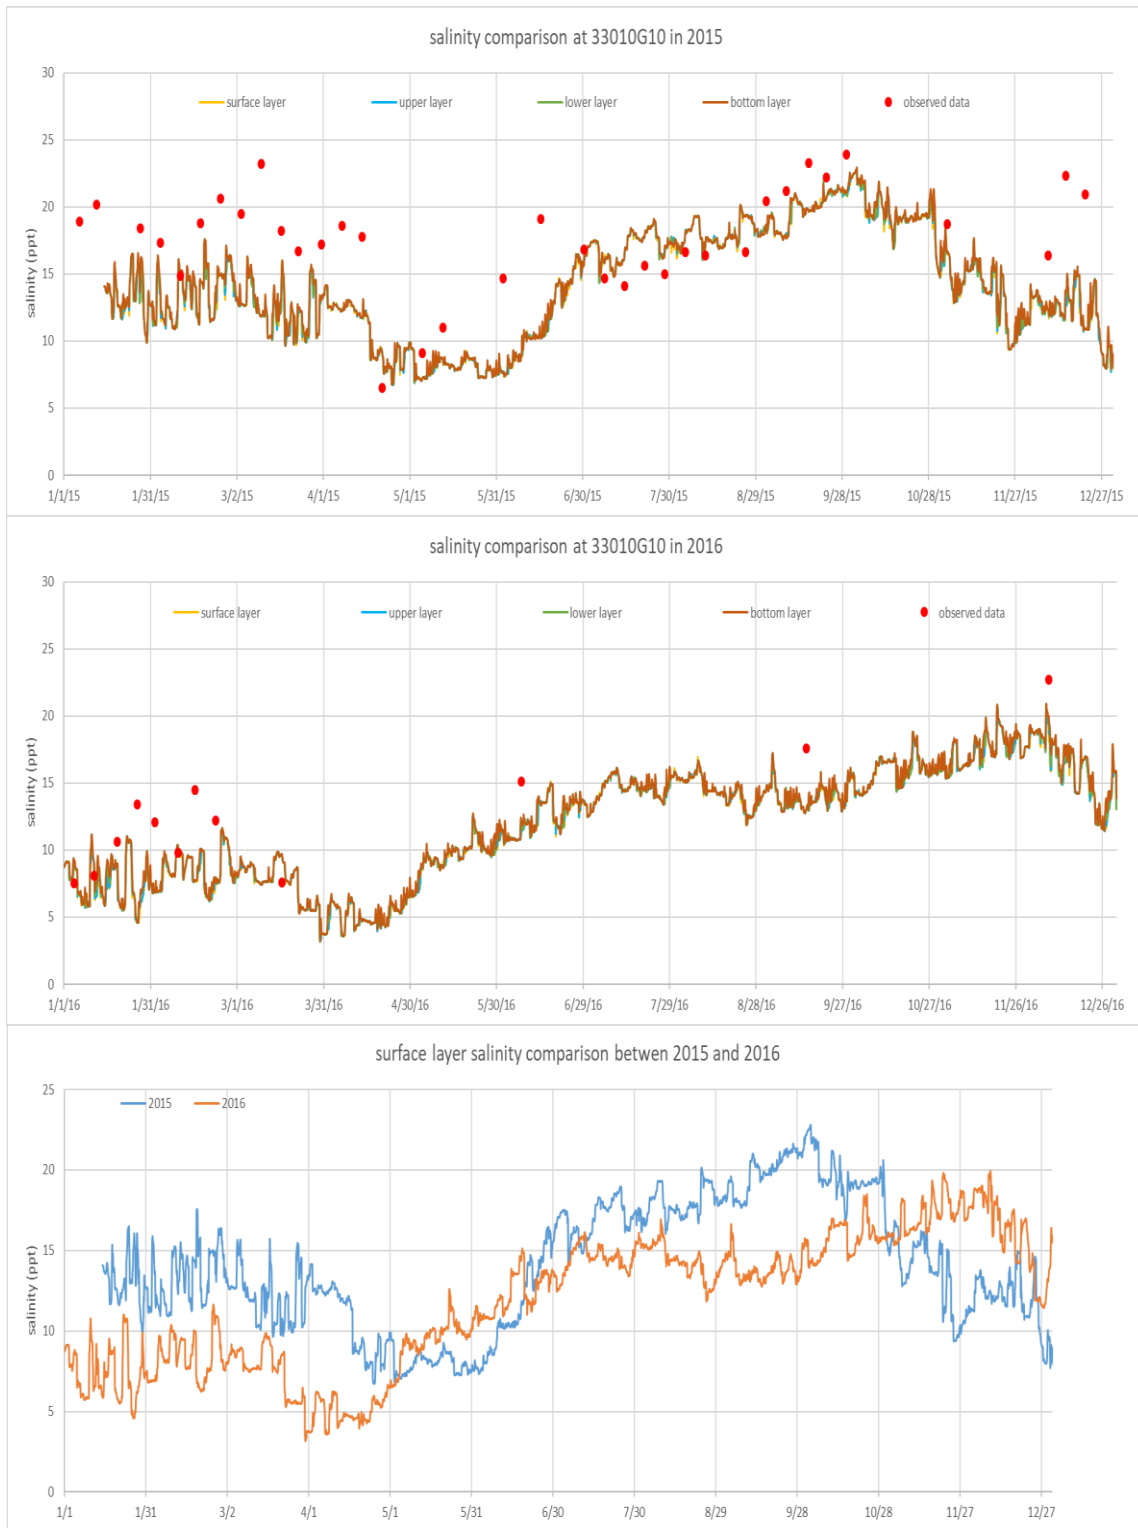 salinity comparison at 33010G10 in 2015
30
surface layer upper layer lower layer bottom layer observed data
25
20
15
10
5
0
salinity (ppt)
1/1/15 1/31/15 3/2/15 4/1/15 5/1/15 5/31/15 6/30/15 7/30/15 8/29/15 9/28/15 10/28/15 11/27/15 12/27/15
salinity comparison at 33010G10 in 2016
30
surface layer upper layer lower layer bottom layer observed data
25
20
15
10
5
0
salinity (ppt)
1/1/16 1/31/16 3/1/16 3/31/16 4/30/16 5/30/16 6/29/16 7/29/16 8/28/16 9/27/16 10/27/16 11/26/16 12/26/16
surface layer salinity comparison betwen 2015 and 2016
25
2015 2016
20
15
10
5
0
salinity (ppt)
1/1 1/31 3/2 4/1 5/1 5/31 6/30 7/30 8/29 9/28 10/28 11/27 12/27